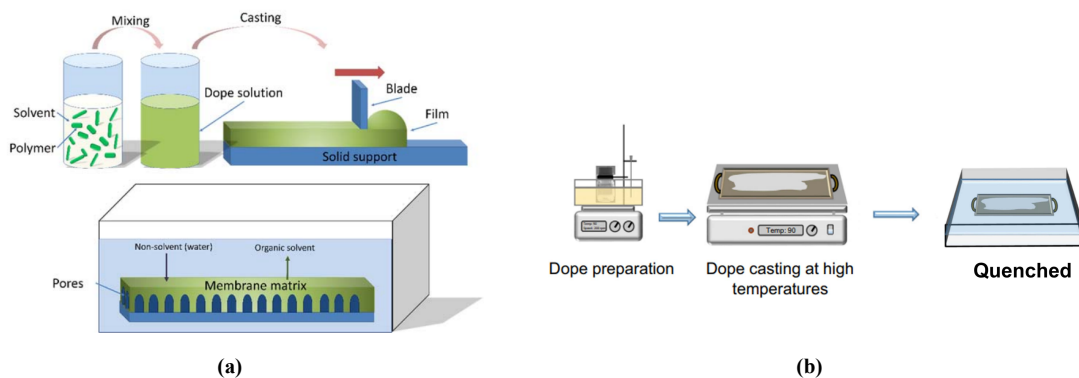 Mixing
Casting
Dope solution
Blade
Solvent
Film
Polymer
Solid support
Non-solvent (water)
Organic solvent
Membrane matrix
Pores
(a)
Temp: 90
Dope preparation
Dope casting at high
temperatures
Quenched
(b)